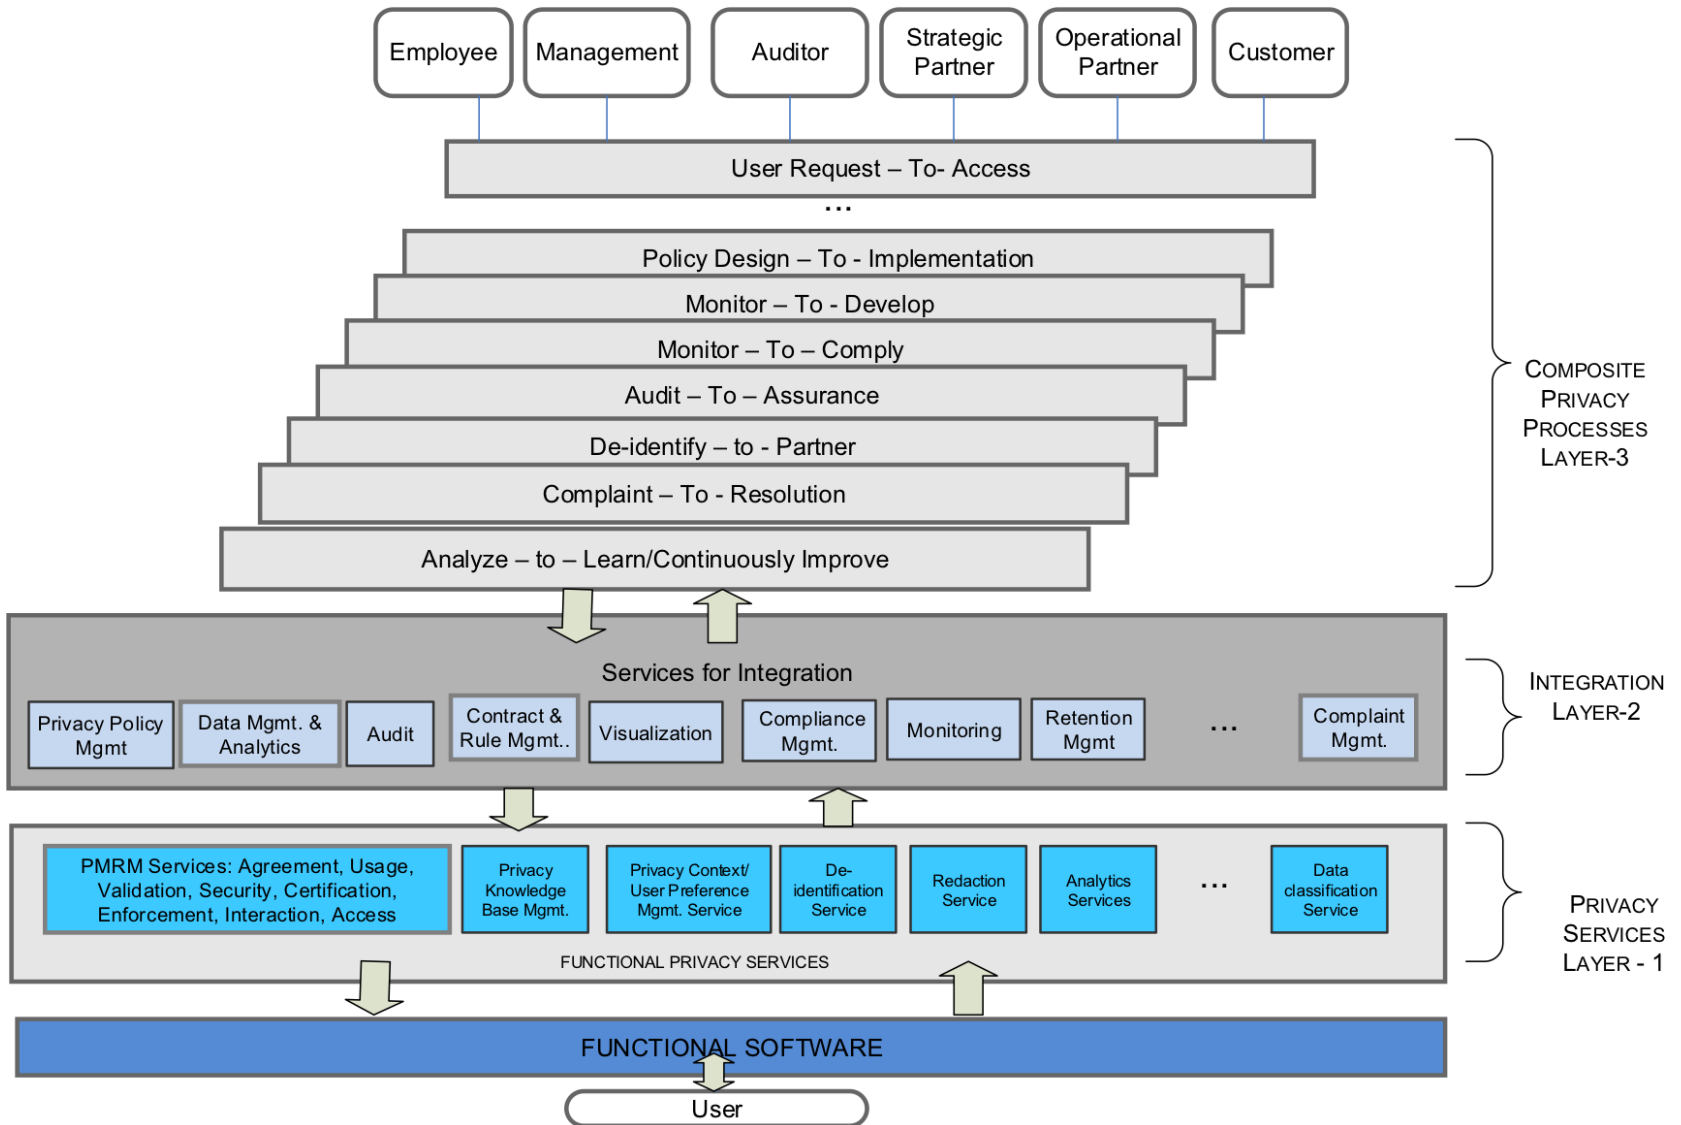 Employee
Management
Auditor
Strategic
Partner
Operational
Partner
Customer
User Request – To- Access
...
Policy Design – To - Implementation
Monitor – To - Develop
Monitor – To – Comply
Audit – To – Assurance
De-identify – to - Partner
Complaint – To - Resolution
Analyze – to – Learn/Continuously Improve
COMPOSITE
PRIVACY
PROCESSES
LAYER-3
Services for Integration
Privacy Policy
Mgmt
Data Mgmt. &
Analytics
Audit
Contract &
Rule Mgmt..
Visualization
Compliance
Mgmt.
Monitoring
Retention
Mgmt
...
Complaint
Mgmt.
INTEGRATION
LAYER-2
PMRM Services: Agreement, Usage,
Validation, Security, Certification,
Enforcement, Interaction, Access
Privacy
Knowledge
Base Mgmt.
Privacy Context/
User Preference
Mgmt. Service
De-
identification
Service
Redaction
Service
Analytics
Services
...
Data
classification
Service
FUNCTIONAL PRIVACY SERVICES
PRIVACY
SERVICES
LAYER - 1
FUNCTIONAL SOFTWARE
User